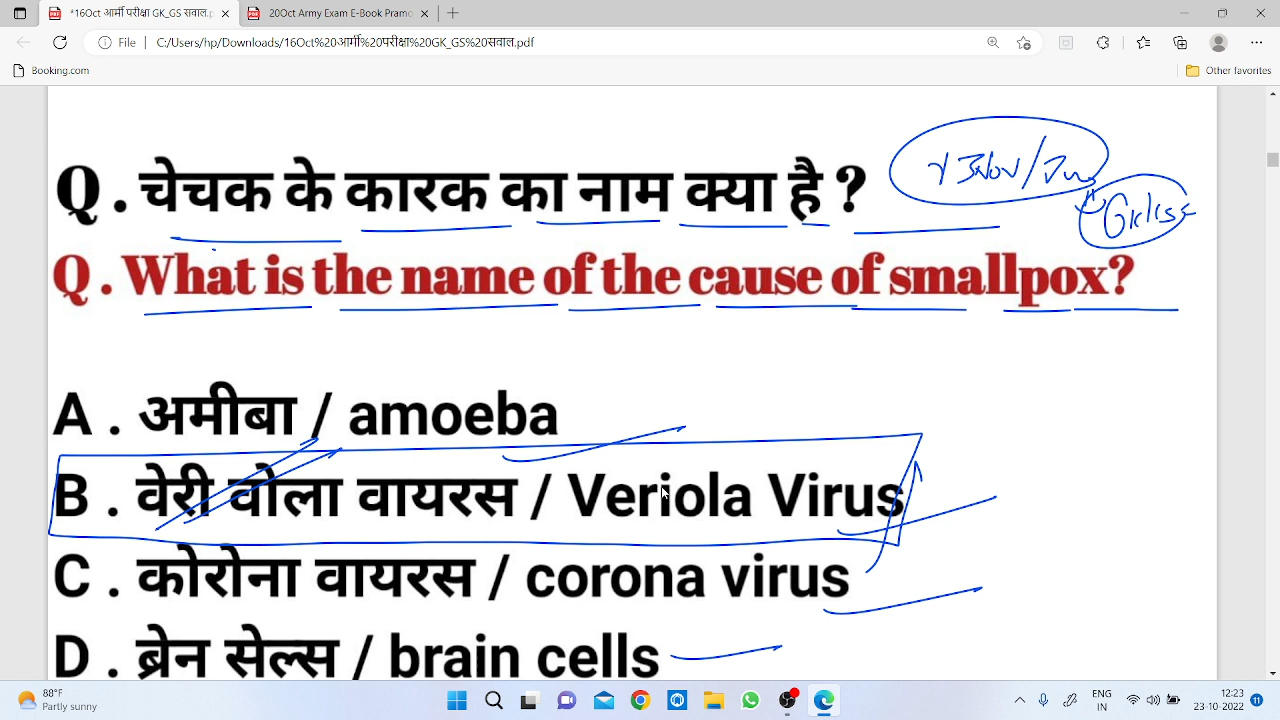 *16Oct आर्मी परीक्षा GK_GS सवाल.p
20Oct Army Exam E-Book Pramo
File
C:/Users/hp/Downloads/16Oct%20आर्मी%20परीक्षा%20GK_GS%20सवाल.pdf
Booking.com
Other favorites
Q . चेचक के कारक का नाम क्या है ?
Q . What is the name of the cause of smallpox?
A . अमीबा / amoeba
B . वेरी वोला वायरस / Veriola Virus
C . कोरोना वायरस / corona virus
D . ब्रेन सेल्स / brain cells
88°F
Partly sunny
ENG
IN
12:23
23-10-2022
11